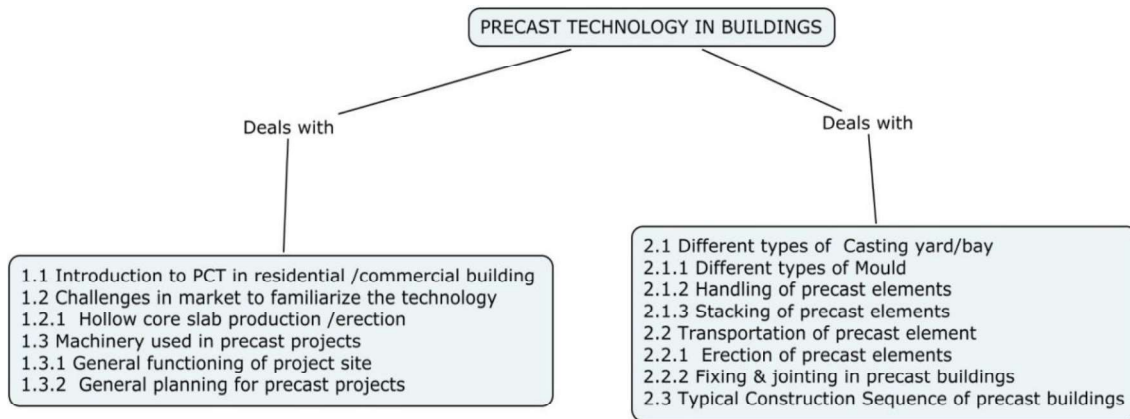 PRECAST TECHNOLOGY IN BUILDINGS
Deals with
Deals with
1.1 Introduction to PCT in residential /commercial building
1.2 Challenges in market to familiarize the technology
1.2.1 Hollow core slab production /erection
1.3 Machinery used in precast projects
1.3.1 General functioning of project site
1.3.2 General planning for precast projects
2.1 Different types of Casting yard/bay
2.1.1 Different types of Mould
2.1.2 Handling of precast elements
2.1.3 Stacking of precast elements
2.2 Transportation of precast element
2.2.1 Erection of precast elements
2.2.2 Fixing & jointing in precast buildings
2.3 Typical Construction Sequence of precast buildings